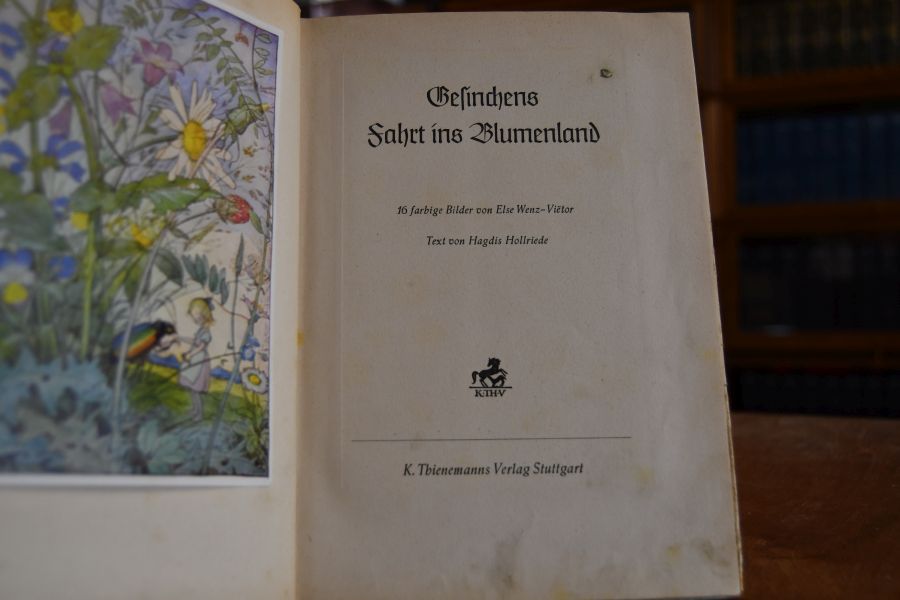 Gesinchens
Fahrt ins Blumenland
16 farbige Bilder von Else Wenz-Viëtor
Text von Hagdis Hollriede
K·TH·V
K. Thienemanns Verlag Stuttgart